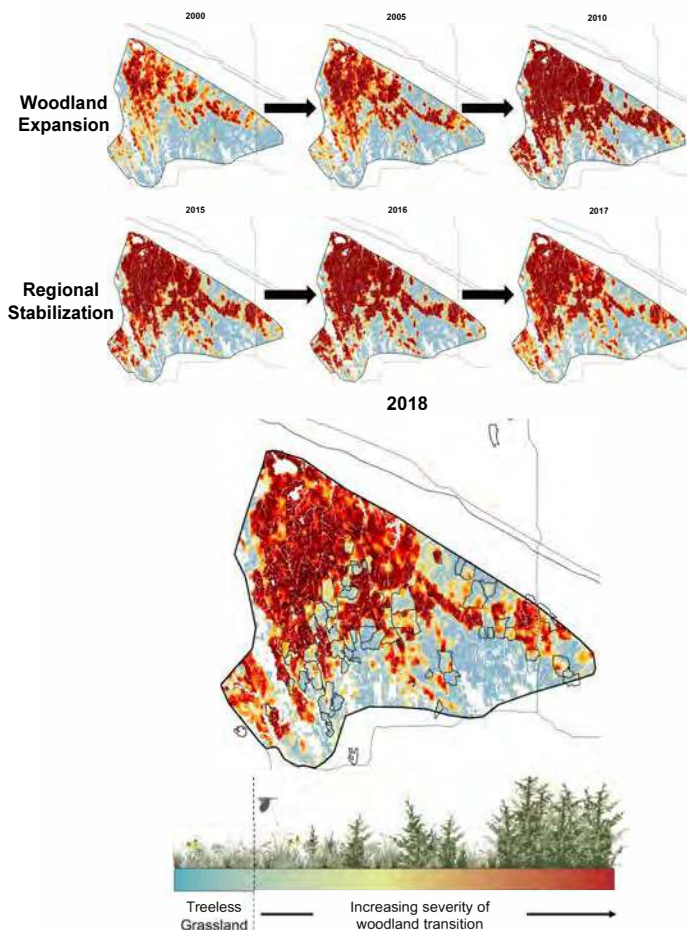 2000
2005
2010
Woodland
Expansion
2015
2016
2017
Regional
Stabilization
2018
Treeless
Grassland
Increasing severity of
woodland transition